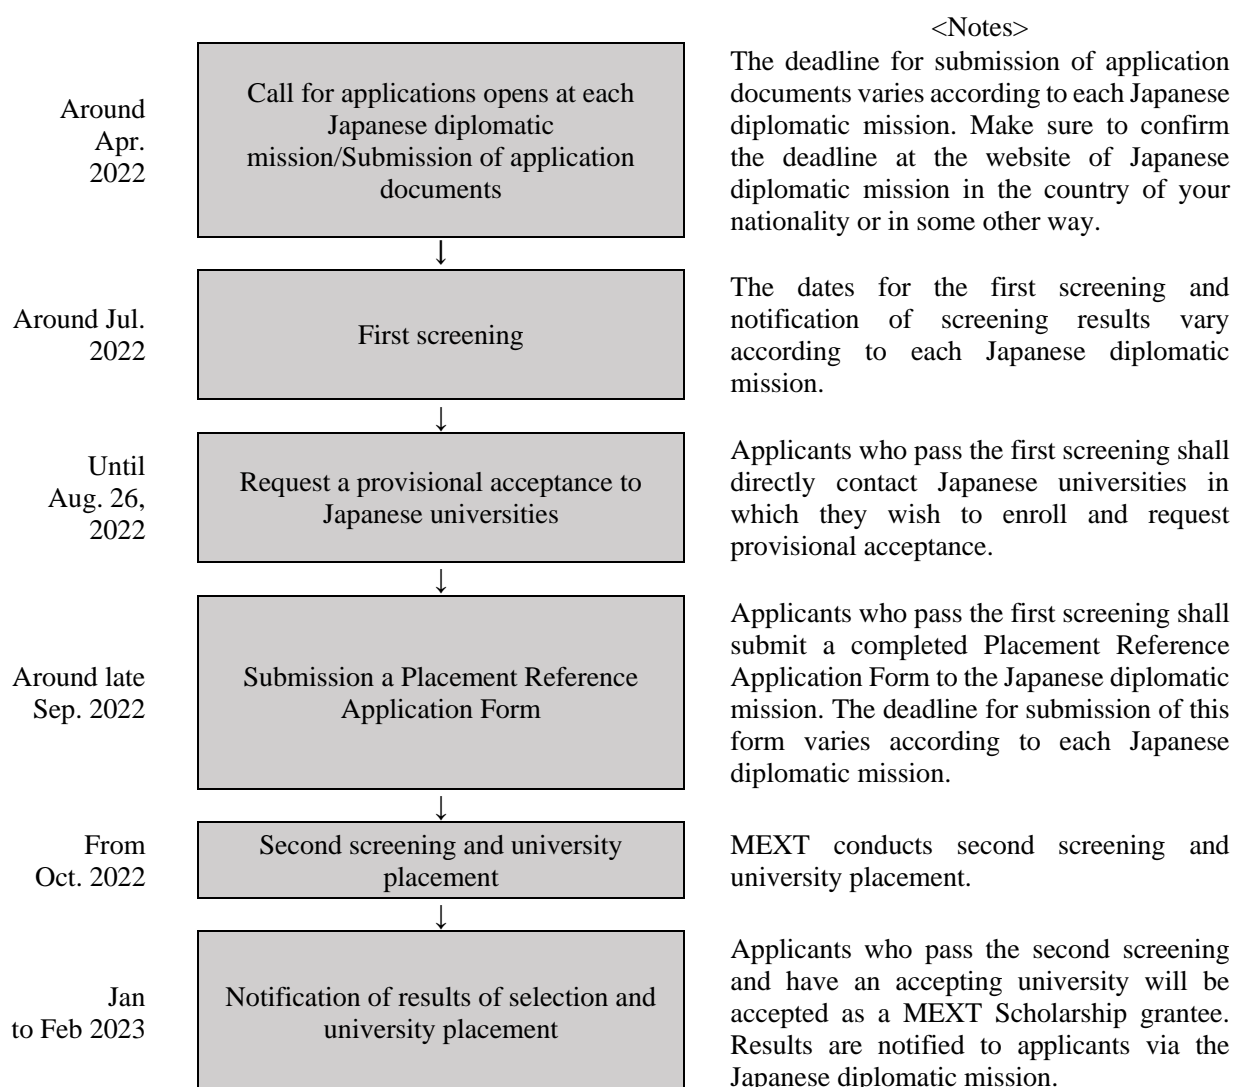 <Notes>
Around
Apr.
2022
Call for applications opens at each
Japanese diplomatic
mission/Submission of application
documents
The deadline for submission of application
documents varies according to each Japanese
diplomatic mission. Make sure to confirm
the deadline at the website of Japanese
diplomatic mission in the country of your
nationality or in some other way.
↓
Around Jul.
2022
First screening
The dates for the first screening and
notification of screening results vary
according to each Japanese diplomatic
mission.
↓
Until
Aug. 26,
2022
Request a provisional acceptance to
Japanese universities
Applicants who pass the first screening shall
directly contact Japanese universities in
which they wish to enroll and request
provisional acceptance.
↓
Around late
Sep. 2022
Submission a Placement Reference
Application Form
Applicants who pass the first screening shall
submit a completed Placement Reference
Application Form to the Japanese diplomatic
mission. The deadline for submission of this
form varies according to each Japanese
diplomatic mission.
↓
From
Oct. 2022
Second screening and university
placement
MEXT conducts second screening and
university placement.
↓
Jan
to Feb 2023
Notification of results of selection and
university placement
Applicants who pass the second screening
and have an accepting university will be
accepted as a MEXT Scholarship grantee.
Results are notified to applicants via the
Japanese diplomatic mission.